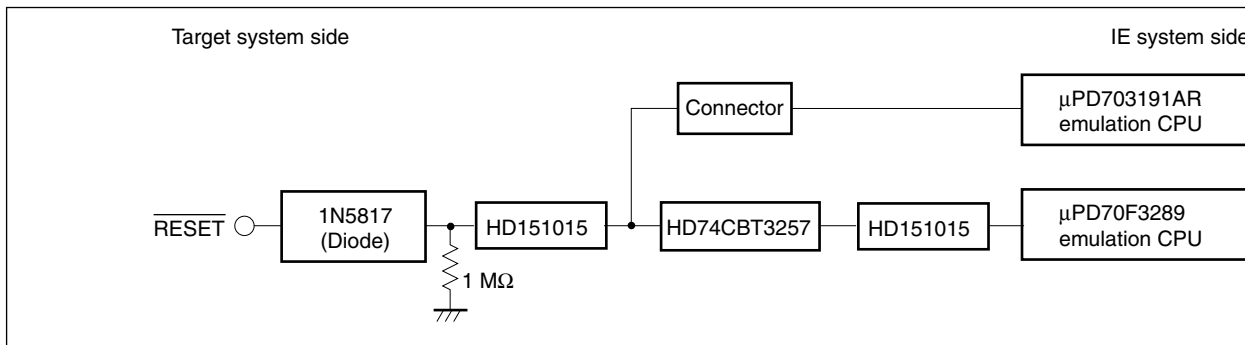 Target system side
IE system side
Connector
μPD703191AR
emulation CPU
RESET
1N5817
(Diode)
HD151015
HD74CBT3257
HD151015
μPD70F3289
emulation CPU
1 MΩ